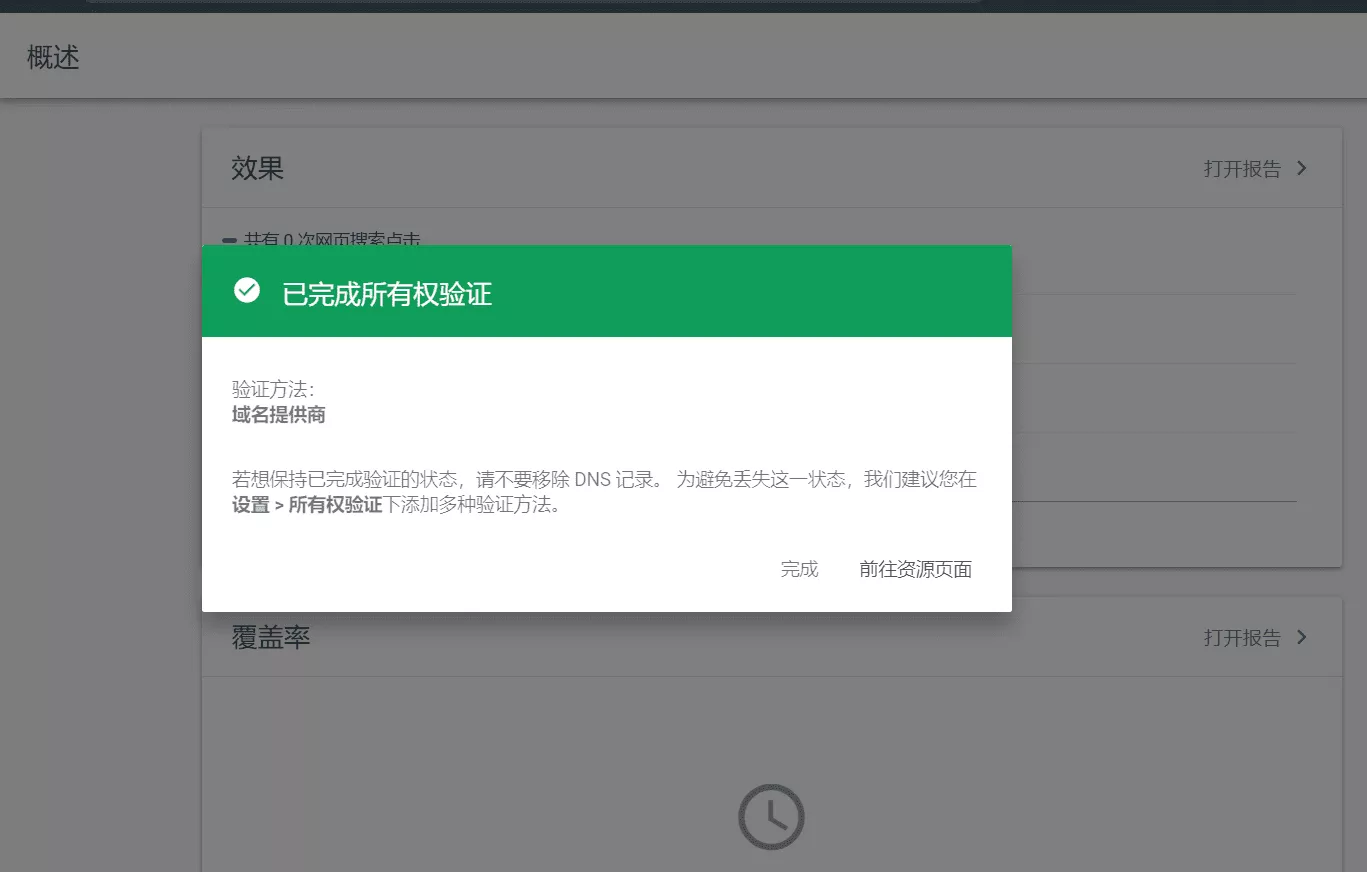 概述
效果
打开报告
共有 0 次网页搜索点击
已完成所有权验证
验证方法：
域名提供商
若想保持已完成验证的状态，请不要移除 DNS 记录。 为避免丢失这一状态，我们建议您在
设置 > 所有权验证下添加多种验证方法。
完成 前往资源页面
覆盖率
打开报告